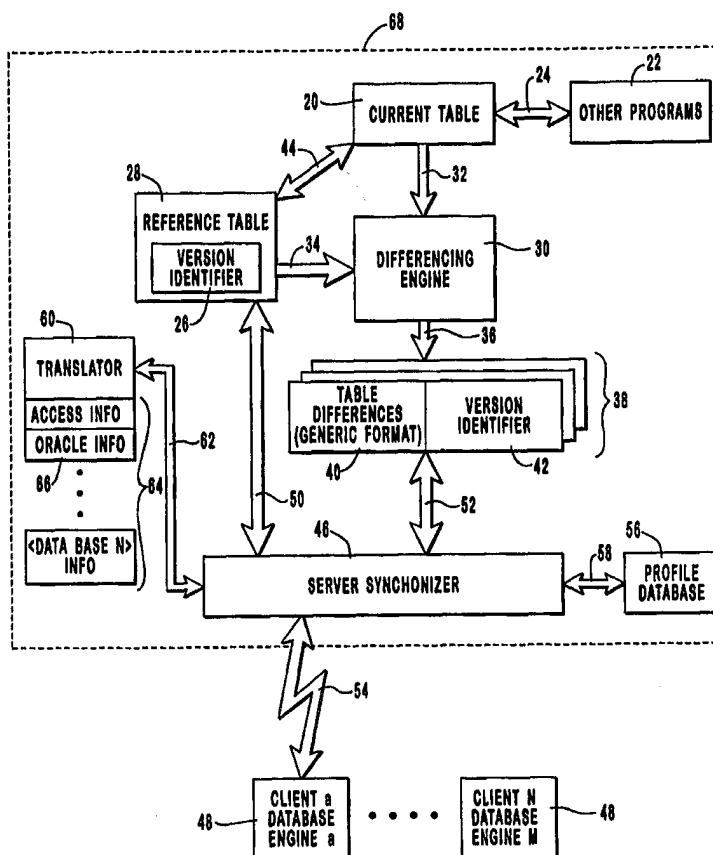 68
20
CURRENT TABLE
24
22
OTHER PROGRAMS
44
32
28
REFERENCE TABLE
VERSION
IDENTIFIER
26
34
DIFFERENCING
ENGINE
30
36
60
TRANSLATOR
ACCESS INFO
ORACLE INFO
66
64
62
<DATA BASE N>
INFO
TABLE
DIFFERENCES
(GENERIC FORMAT)
40
VERSION
IDENTIFIER
42
38
50
52
46
SERVER SYNCHONIZER
58
56
PROFILE
DATABASE
54
48
CLIENT a
DATABASE
ENGINE a
CLIENT N
DATABASE
ENGINE M
48